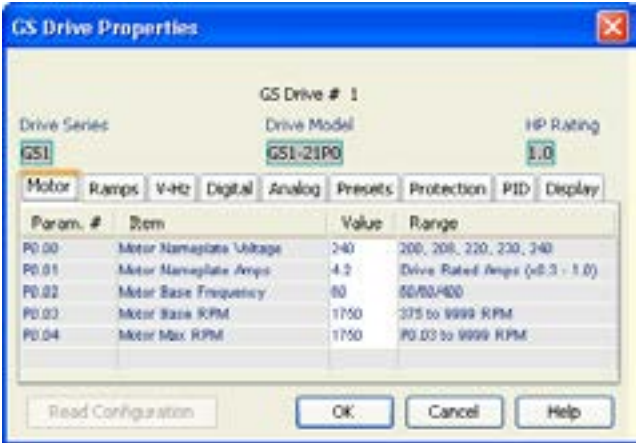 GS Drive Properties
GS Drive # 1
Drive Series Drive Model HP Rating
GS1 GS1-21P0 1.0
Motor Ramps V-Hz Digital Analog Presets Protection PID Display
Param. # Item Value Range
P0.00 Motor Nameplate Voltage 240 200, 208, 220, 230, 240
P0.01 Motor Nameplate Amps 4.2 Drive Rated Amps (x0.3 - 1.0)
P0.02 Motor Base Frequency 60 50/60/400
P0.03 Motor Base RPM 1750 375 to 9999 RPM
P0.04 Motor Max RPM 1750 P0.03 to 9999 RPM
Read Configuration OK Cancel Help